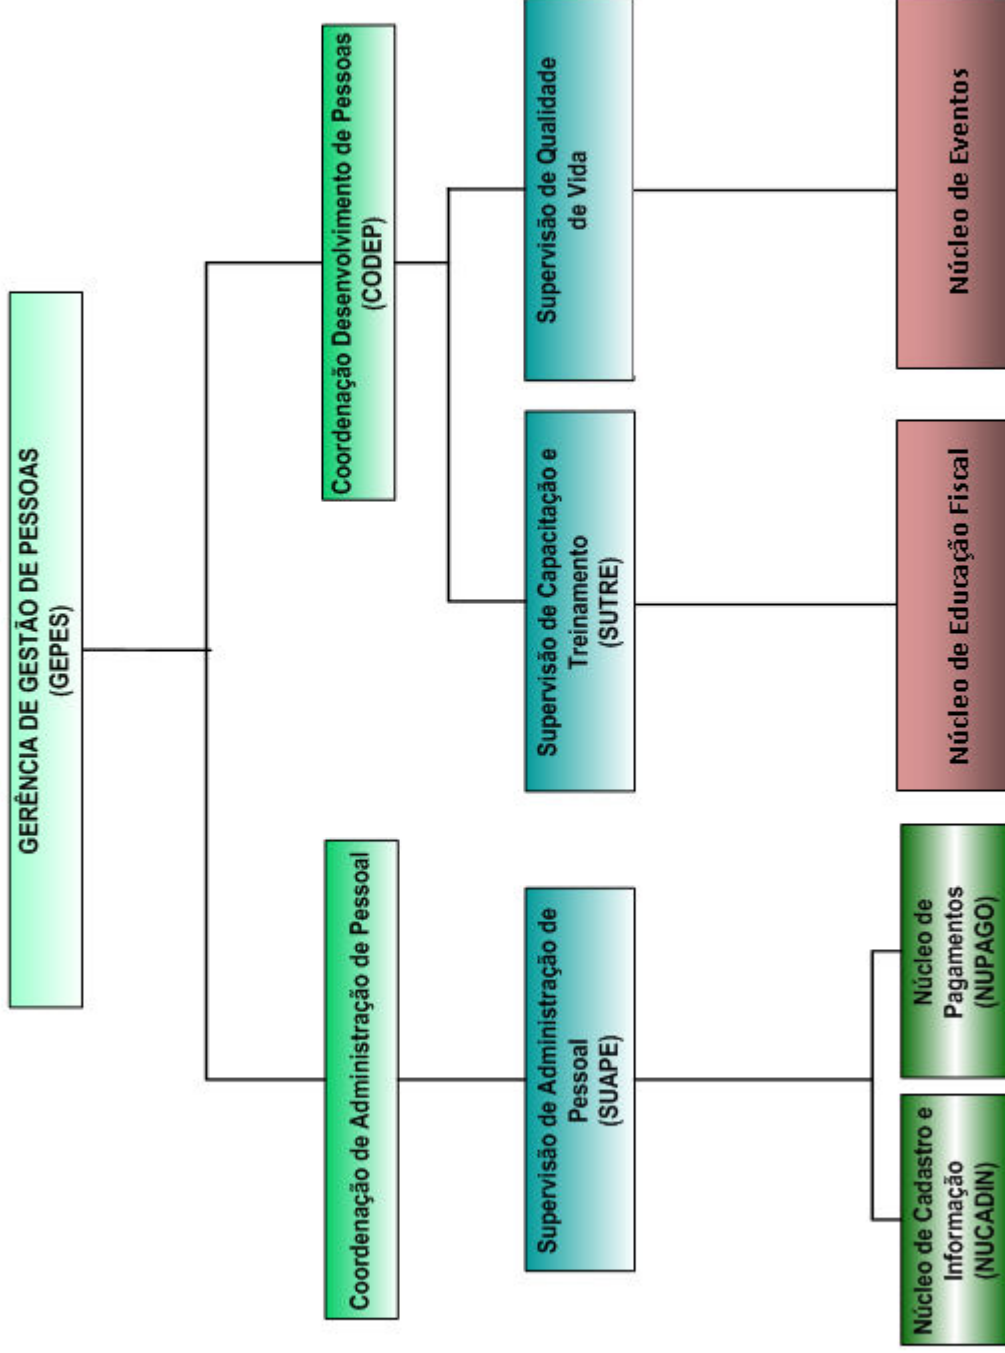 GERÊNCIA DE GESTÃO DE PESSOAS
(GEPES)
Coordenação de Administração de Pessoal
Coordenação Desenvolvimento de Pessoas
(CODEP)
Supervisão de Administração de
Pessoal
(SUAPE)
Supervisão de Capacitação e
Treinamento
(SUTRE)
Supervisão de Qualidade
de Vida
Núcleo de Cadastro e
Informação
(NUCADIN)
Núcleo de
Pagamentos
(NUPAGO)
Núcleo de Educação Fiscal
Núcleo de Eventos